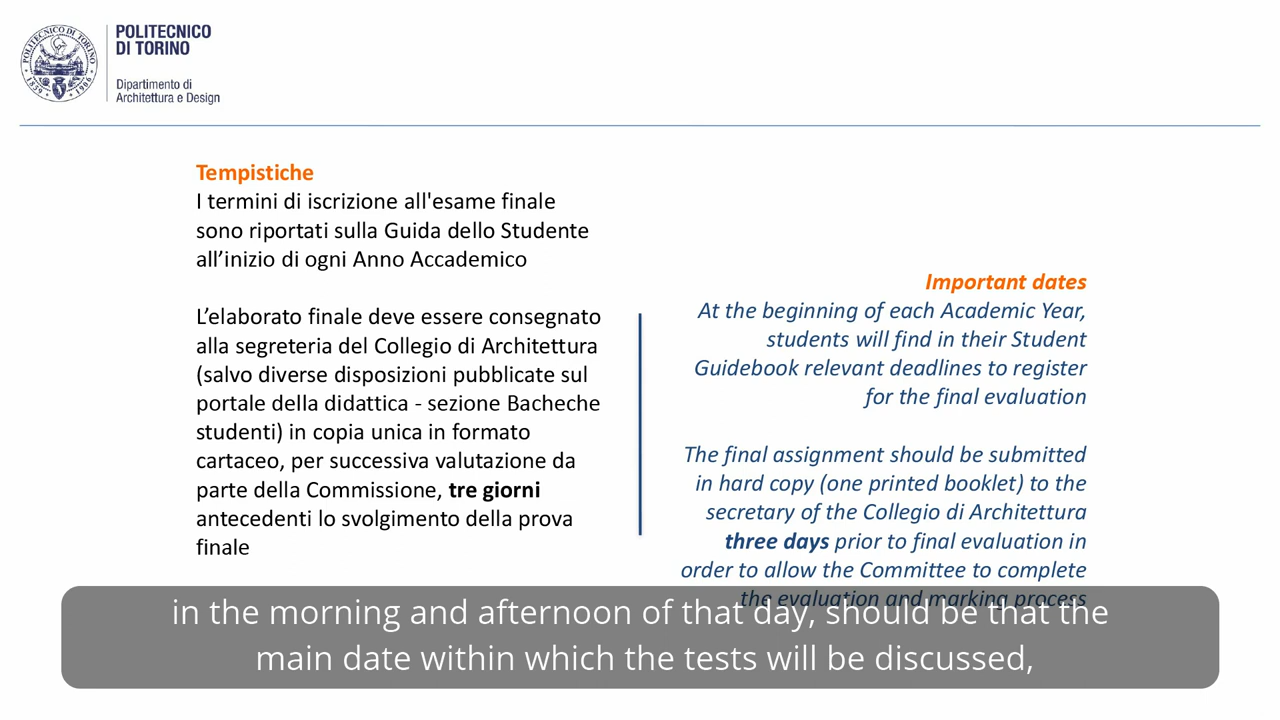 POLITECNICO DI TORINO
1859
1906
POLITECNICO
DI TORINO
Dipartimento di
Architettura e Design
Tempistiche
I termini di iscrizione all'esame finale
sono riportati sulla Guida dello Studente
all’inizio di ogni Anno Accademico
L’elaborato finale deve essere consegnato
alla segreteria del Collegio di Architettura
(salvo diverse disposizioni pubblicate sul
portale della didattica - sezione Bacheche
studenti) in copia unica in formato
cartaceo, per successiva valutazione da
parte della Commissione, tre giorni
antecedenti lo svolgimento della prova
finale
Important dates
At the beginning of each Academic Year,
students will find in their Student
Guidebook relevant deadlines to register
for the final evaluation
The final assignment should be submitted
in hard copy (one printed booklet) to the
secretary of the Collegio di Architettura
three days prior to final evaluation in
order to allow the Committee to complete
the evaluation and marking process
in the morning and afternoon of that day, should be that the
main date within which the tests will be discussed,